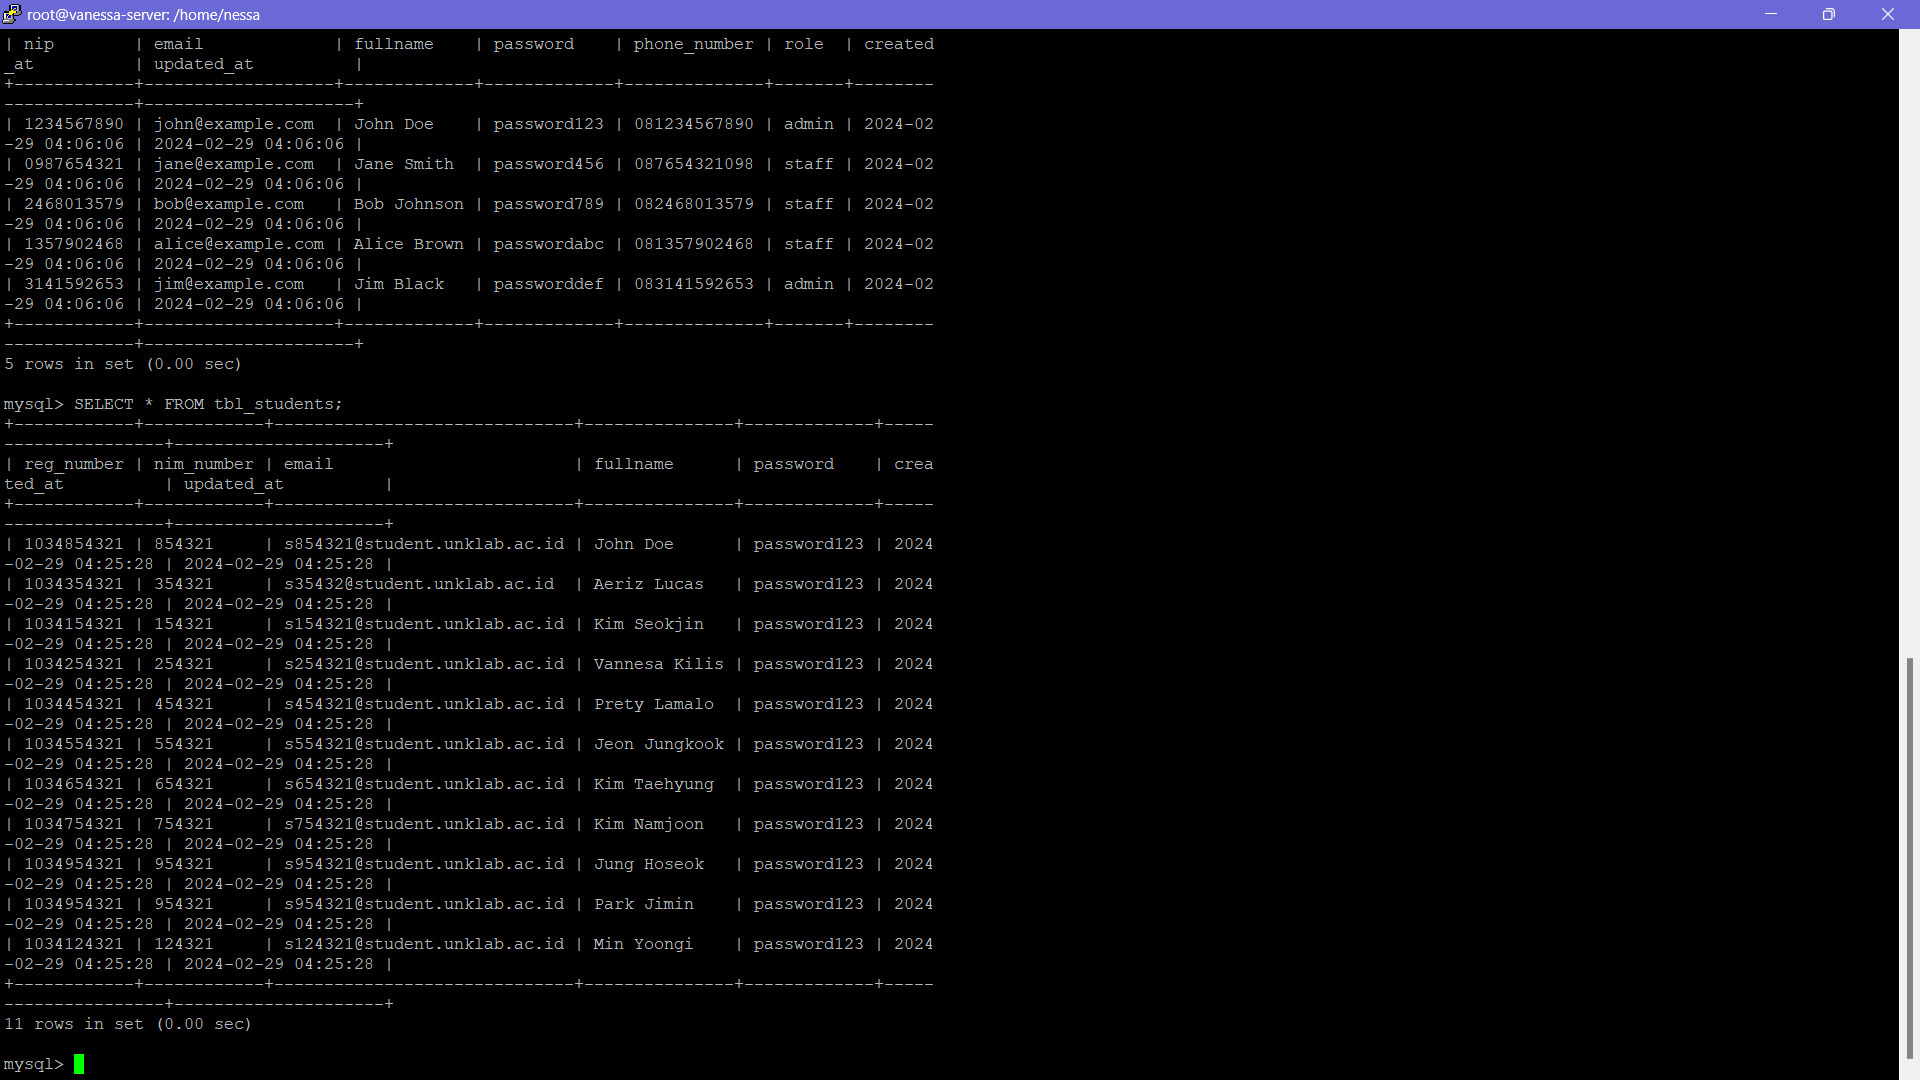 root@vanessa-server: /home/nessa
| nip        | email             | fullname    | password    | phone_number | role  | created
_at          | updated_at          |
+------------+-------------------+-------------+-------------+--------------+-------+--------
-------------+---------------------+
| 1234567890 | john@example.com  | John Doe    | password123 | 081234567890 | admin | 2024-02
-29 04:06:06 | 2024-02-29 04:06:06 |
| 0987654321 | jane@example.com  | Jane Smith  | password456 | 087654321098 | staff | 2024-02
-29 04:06:06 | 2024-02-29 04:06:06 |
| 2468013579 | bob@example.com   | Bob Johnson | password789 | 082468013579 | staff | 2024-02
-29 04:06:06 | 2024-02-29 04:06:06 |
| 1357902468 | alice@example.com | Alice Brown | passwordabc | 081357902468 | staff | 2024-02
-29 04:06:06 | 2024-02-29 04:06:06 |
| 3141592653 | jim@example.com   | Jim Black   | passworddef | 083141592653 | admin | 2024-02
-29 04:06:06 | 2024-02-29 04:06:06 |
+------------+-------------------+-------------+-------------+--------------+-------+--------
-------------+---------------------+
5 rows in set (0.00 sec)
mysql> SELECT * FROM tbl_students;
+------------+------------+------------------------------+---------------+-------------+-----
----------------+---------------------+
| reg_number | nim_number | email                        | fullname      | password    | crea
ted_at          | updated_at          |
+------------+------------+------------------------------+---------------+-------------+-----
----------------+---------------------+
| 1034854321 | 854321     | s854321@student.unklab.ac.id | John Doe      | password123 | 2024
-02-29 04:25:28 | 2024-02-29 04:25:28 |
| 1034354321 | 354321     | s35432@student.unklab.ac.id  | Aeriz Lucas   | password123 | 2024
-02-29 04:25:28 | 2024-02-29 04:25:28 |
| 1034154321 | 154321     | s154321@student.unklab.ac.id | Kim Seokjin   | password123 | 2024
-02-29 04:25:28 | 2024-02-29 04:25:28 |
| 1034254321 | 254321     | s254321@student.unklab.ac.id | Vannesa Kilis | password123 | 2024
-02-29 04:25:28 | 2024-02-29 04:25:28 |
| 1034454321 | 454321     | s454321@student.unklab.ac.id | Prety Lamalo  | password123 | 2024
-02-29 04:25:28 | 2024-02-29 04:25:28 |
| 1034554321 | 554321     | s554321@student.unklab.ac.id | Jeon Jungkook | password123 | 2024
-02-29 04:25:28 | 2024-02-29 04:25:28 |
| 1034654321 | 654321     | s654321@student.unklab.ac.id | Kim Taehyung  | password123 | 2024
-02-29 04:25:28 | 2024-02-29 04:25:28 |
| 1034754321 | 754321     | s754321@student.unklab.ac.id | Kim Namjoon   | password123 | 2024
-02-29 04:25:28 | 2024-02-29 04:25:28 |
| 1034954321 | 954321     | s954321@student.unklab.ac.id | Jung Hoseok   | password123 | 2024
-02-29 04:25:28 | 2024-02-29 04:25:28 |
| 1034954321 | 954321     | s954321@student.unklab.ac.id | Park Jimin    | password123 | 2024
-02-29 04:25:28 | 2024-02-29 04:25:28 |
| 1034124321 | 124321     | s124321@student.unklab.ac.id | Min Yoongi    | password123 | 2024
-02-29 04:25:28 | 2024-02-29 04:25:28 |
+------------+------------+------------------------------+---------------+-------------+-----
----------------+---------------------+
11 rows in set (0.00 sec)
mysql>